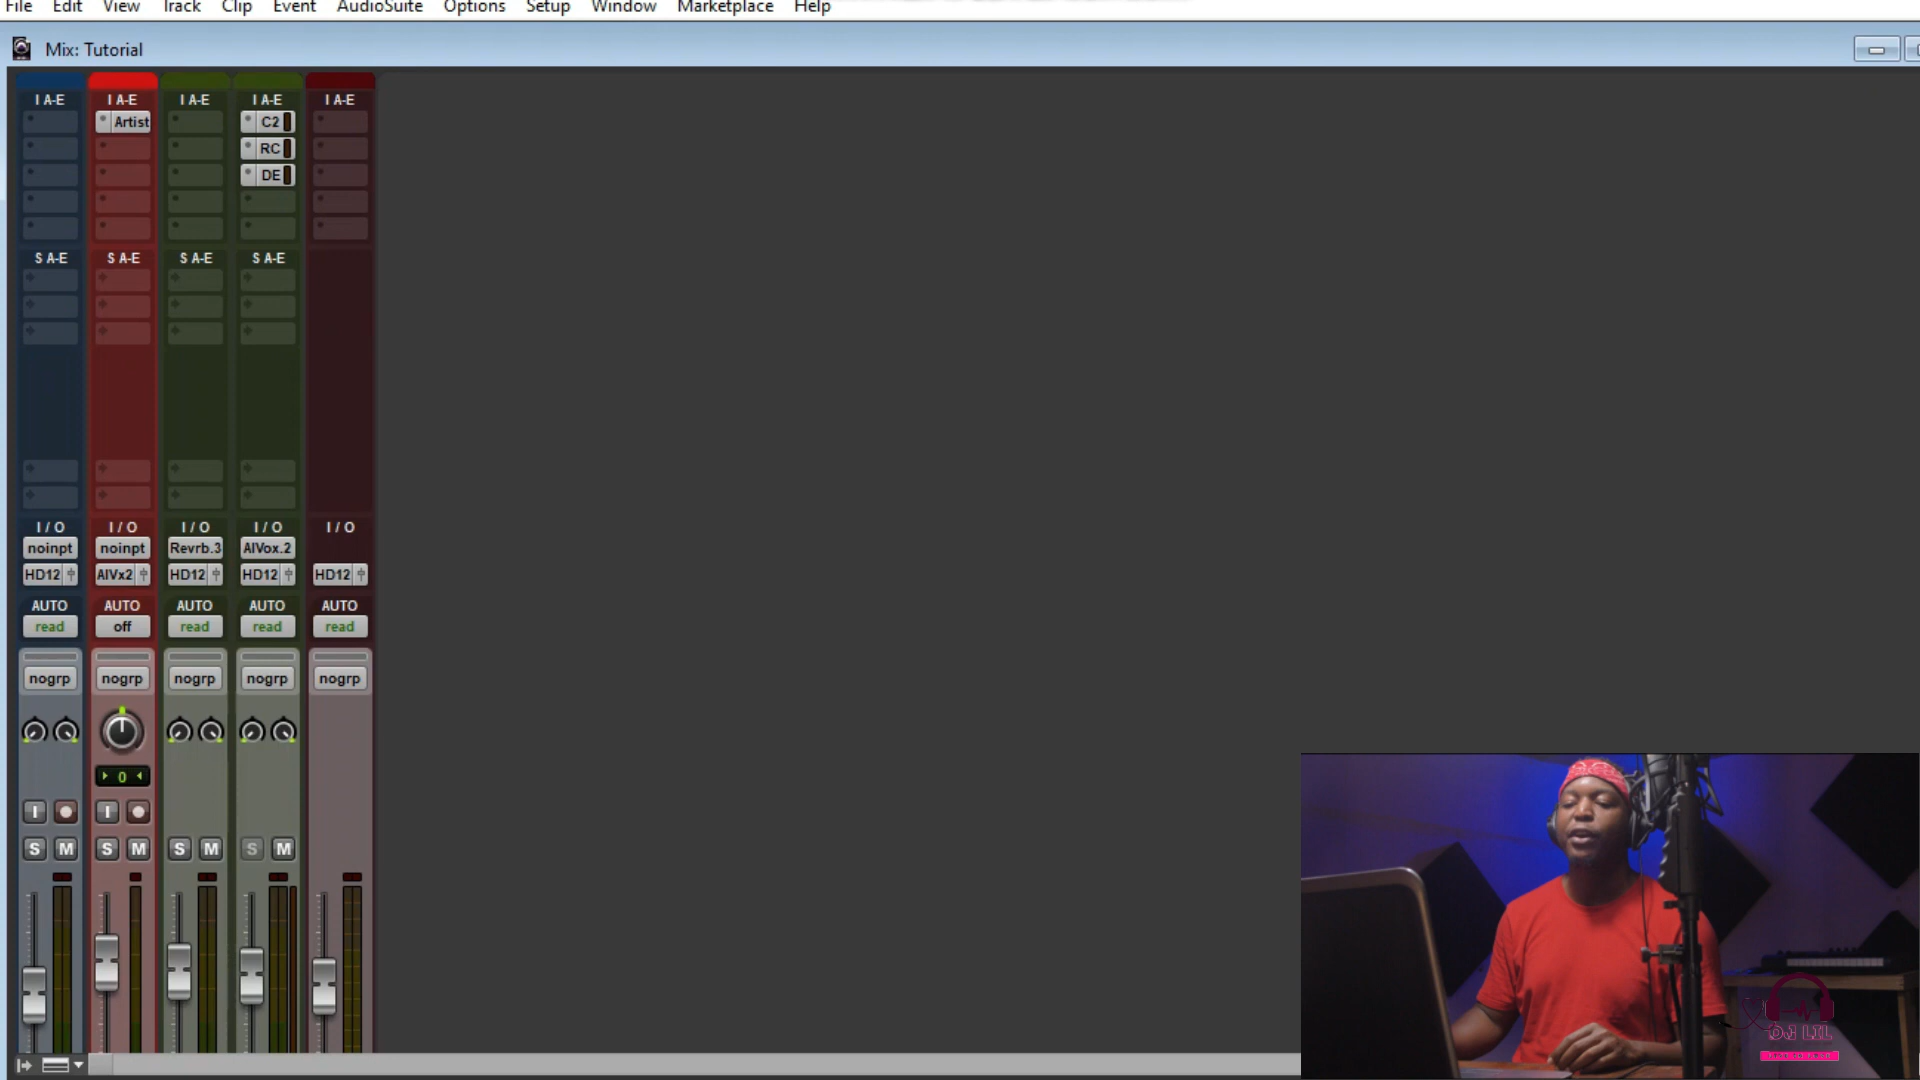 File Edit View Track Clip Event AudioSuite Options Setup Window Marketplace Help
Mix: Tutorial
I A-E I A-E I A-E I A-E I A-E
Artist C2
RC
DE
S A-E S A-E S A-E S A-E
I / O I / O I / O I / O I / O
noinpt noinpt Revrb.3 AlVox.2
HD12 AlVx2 HD12 HD12 HD12
AUTO AUTO AUTO AUTO AUTO
read off read read read
nogrp nogrp nogrp nogrp nogrp
0
I I
S M S M S M S M
DJ LIL